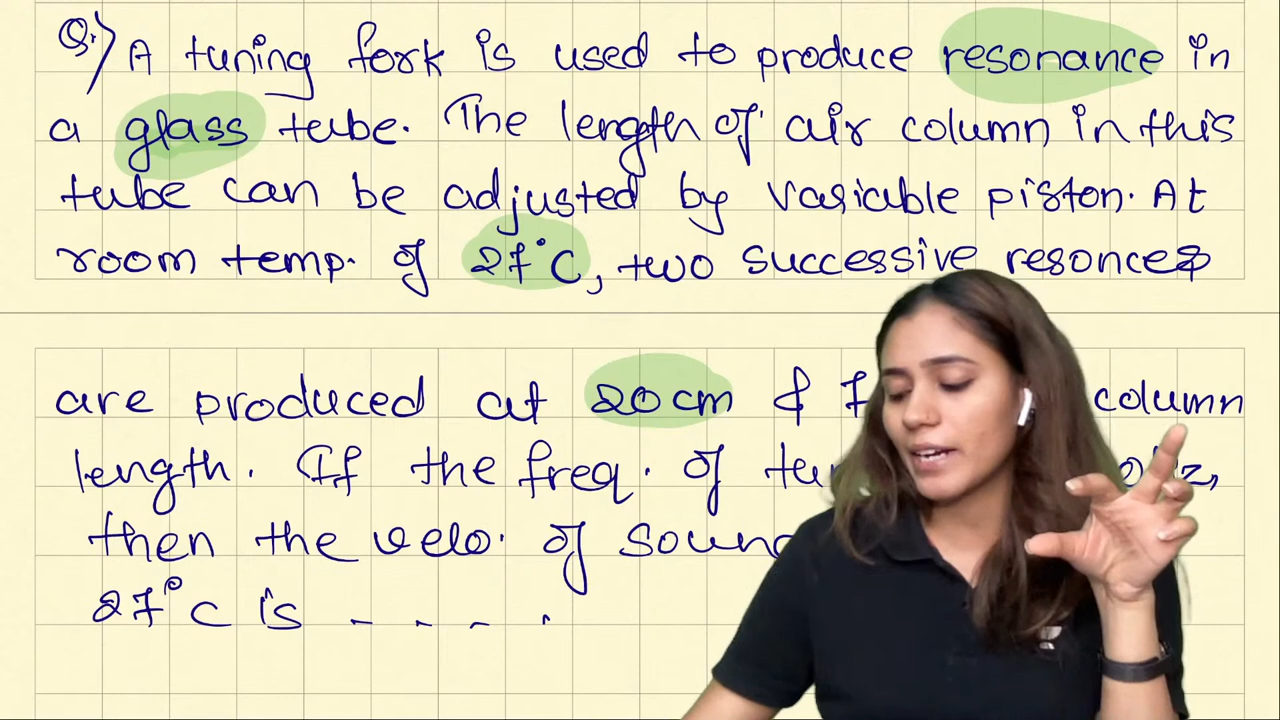 Q.) A tuning fork is used to produce resonance in
a glass tube. The length of air column in this
tube can be adjusted by variable piston. At
room temp. of 27°C, two successive resonces
are produced at 20 cm & column
length. If the freq. of
then the velo. of
27°C is - - - .